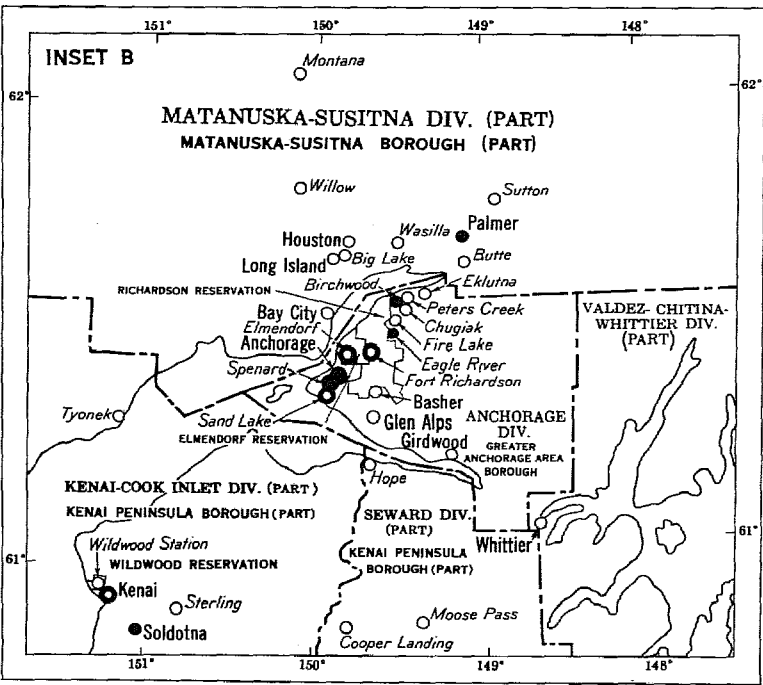 151° 150° 149° 148°
INSET B
Montana
62° 62°
MATANUSKA-SUSITNA DIV. (PART)
MATANUSKA-SUSITNA BOROUGH (PART)
Willow
Sutton
Palmer
Houston
Wasilla
Big Lake
Long Island
Butte
Birchwood
Eklutna
RICHARDSON RESERVATION
Peters Creek
Bay City
Chugiak
Elmendorf
Fire Lake
Anchorage
Eagle River
Spenard
Fort Richardson
VALDEZ-CHITINA-
WHITTIER DIV.
(PART)
Basher
Tyonek
Sand Lake
Glen Alps
ELMENDORF RESERVATION
Girdwood
ANCHORAGE
DIV.
GREATER
ANCHORAGE AREA
BOROUGH
Hope
KENAI-COOK INLET DIV. (PART)
KENAI PENINSULA BOROUGH (PART)
SEWARD DIV.
(PART)
KENAI PENINSULA
BOROUGH (PART)
Whittier
61° 61°
Wildwood Station
WILDWOOD RESERVATION
Kenai
Sterling
Soldotna
Moose Pass
Cooper Landing
151° 150° 149° 148°